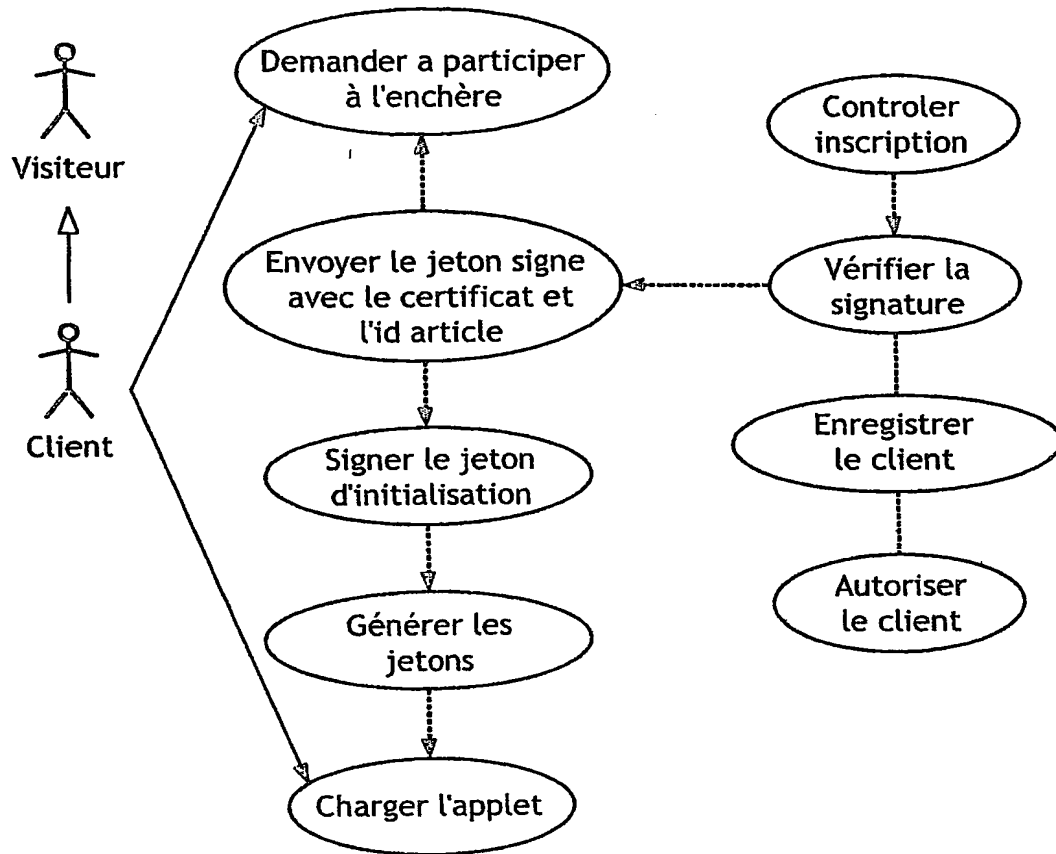 Visiteur
Client
Demander a participer
à l'enchère
Envoyer le jeton signe
avec le certificat et
l'id article
Signer le jeton
d'initialisation
Générer les
jetons
Charger l'applet
Controler
inscription
Vérifier la
signature
Enregistrer
le client
Autoriser
le client